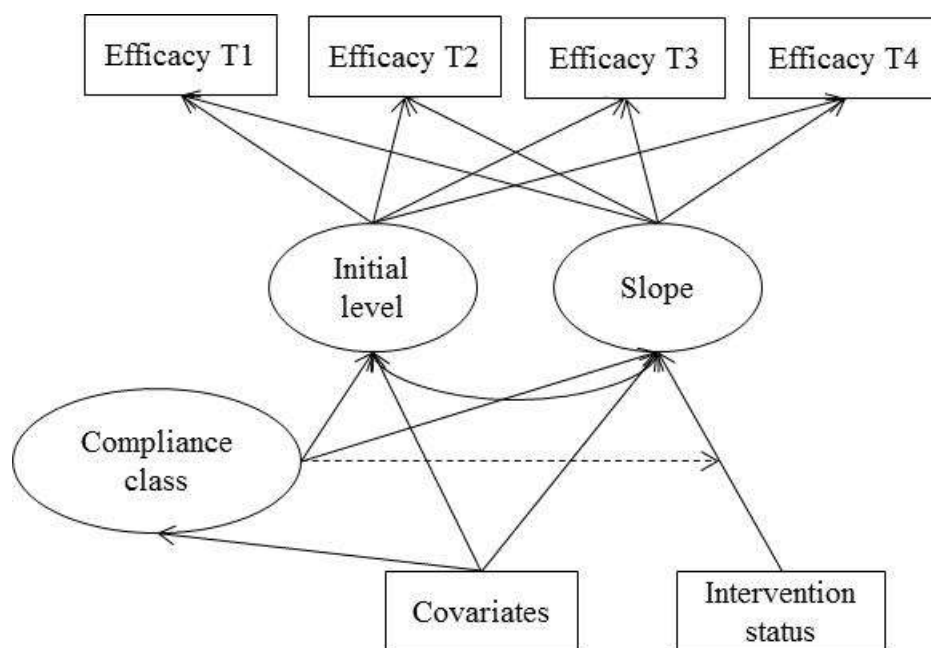 Efficacy T1
Efficacy T2
Efficacy T3
Efficacy T4
Initial
level
Slope
Compliance
class
Covariates
Intervention
status